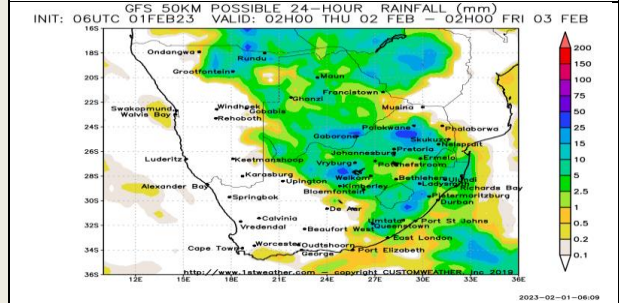 GFS 50KM POSSIBLE 24-HOUR RAINFALL (mm)
INIT: 06UTC 01FEB23 VALID: 02H00 THU 02 FEB – 02H00 FRI 03 FEB
16S
Ondangwa
Rundu
200
18S
150
Grootfontein
100
20S
Maun
75
Francistown
Ghanzi
50
22S
Windhoek
Musina
Swakopmund
Gobabis
25
Walvis Bay
Rehoboth
24S
Polokwane
Phalaborwa
20
Gaborone
Skukuza
15
Pretoria
Nelspruit
26S
Johannesburg
10
Luderitz
Keetmanshoop
Vryburg
Ermelo
Potchefstroom
5
28S
Karasburg
Welkom
Bethlehem
Ulundi
Upington
Kimberley
Ladysmith
2.5
Alexander Bay
Bloemfontein
Richards Bay
Springbok
Pietermaritzburg
1
30S
Durban
De Aar
0.5
Calvinia
Umtata
Port St Johns
32S
Vredendal
Beaufort West
Queenstown
0.2
East London
Cape Town
Worcester
Oudtshoorn
0.1
34S
George
Port Elizabeth
http://www.1stweather.com – copyright CUSTOMWEATHER, Inc 2019
36S
12E 15E 18E 21E 24E 27E 30E 33E 36E
2023-02-01-06:09